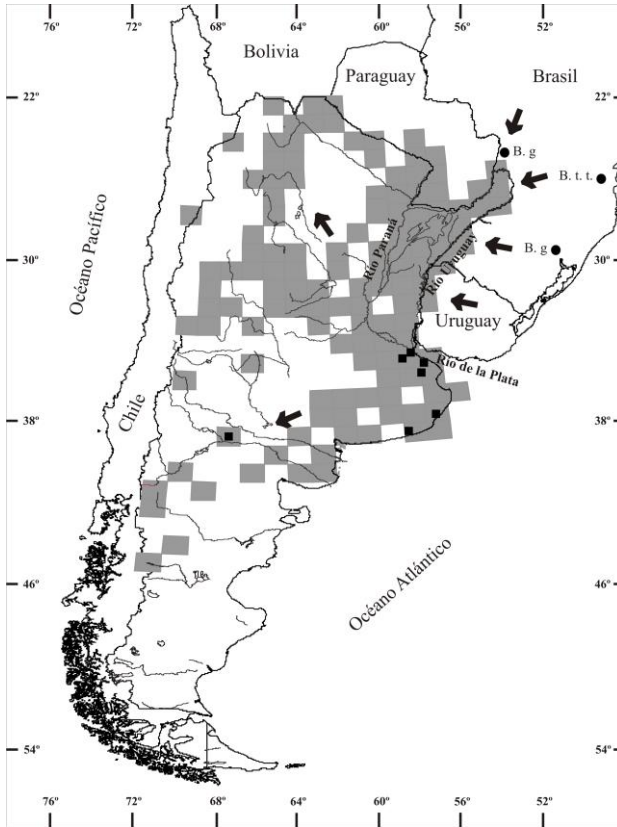 76° 72° 68° 64° 60° 56° 52°
Bolivia
Paraguay
Brasil
22°
22°
B. g
B. t. t.
Río Paraná
Río Uruguay
B. g
30°
30°
Océano Pacífico
Uruguay
Río de la Plata
Chile
38°
38°
Océano Atlántico
46°
46°
54°
54°
76° 72° 68° 64° 60° 56° 52°